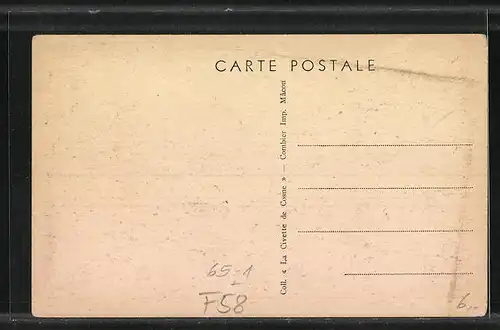 CARTE POSTALE
Coll. « La Civette de Cosne » — Combier Imp. Mâcon
65-1
F58
6,-